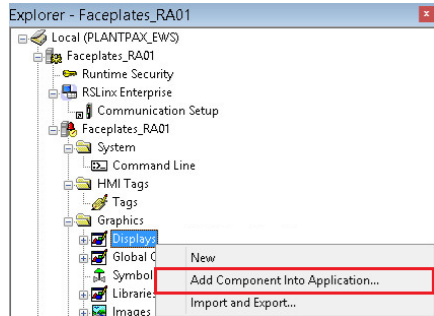 Explorer - Faceplates_RA01
x
Local (PLANTPAX_EWS)
Faceplates_RA01
Runtime Security
RSLinx Enterprise
Communication Setup
Faceplates_RA01
System
Command Line
HMI Tags
Tags
Graphics
Displays
Global
New
Symbol
Add Component Into Application...
Libraries
Import and Export...
Images